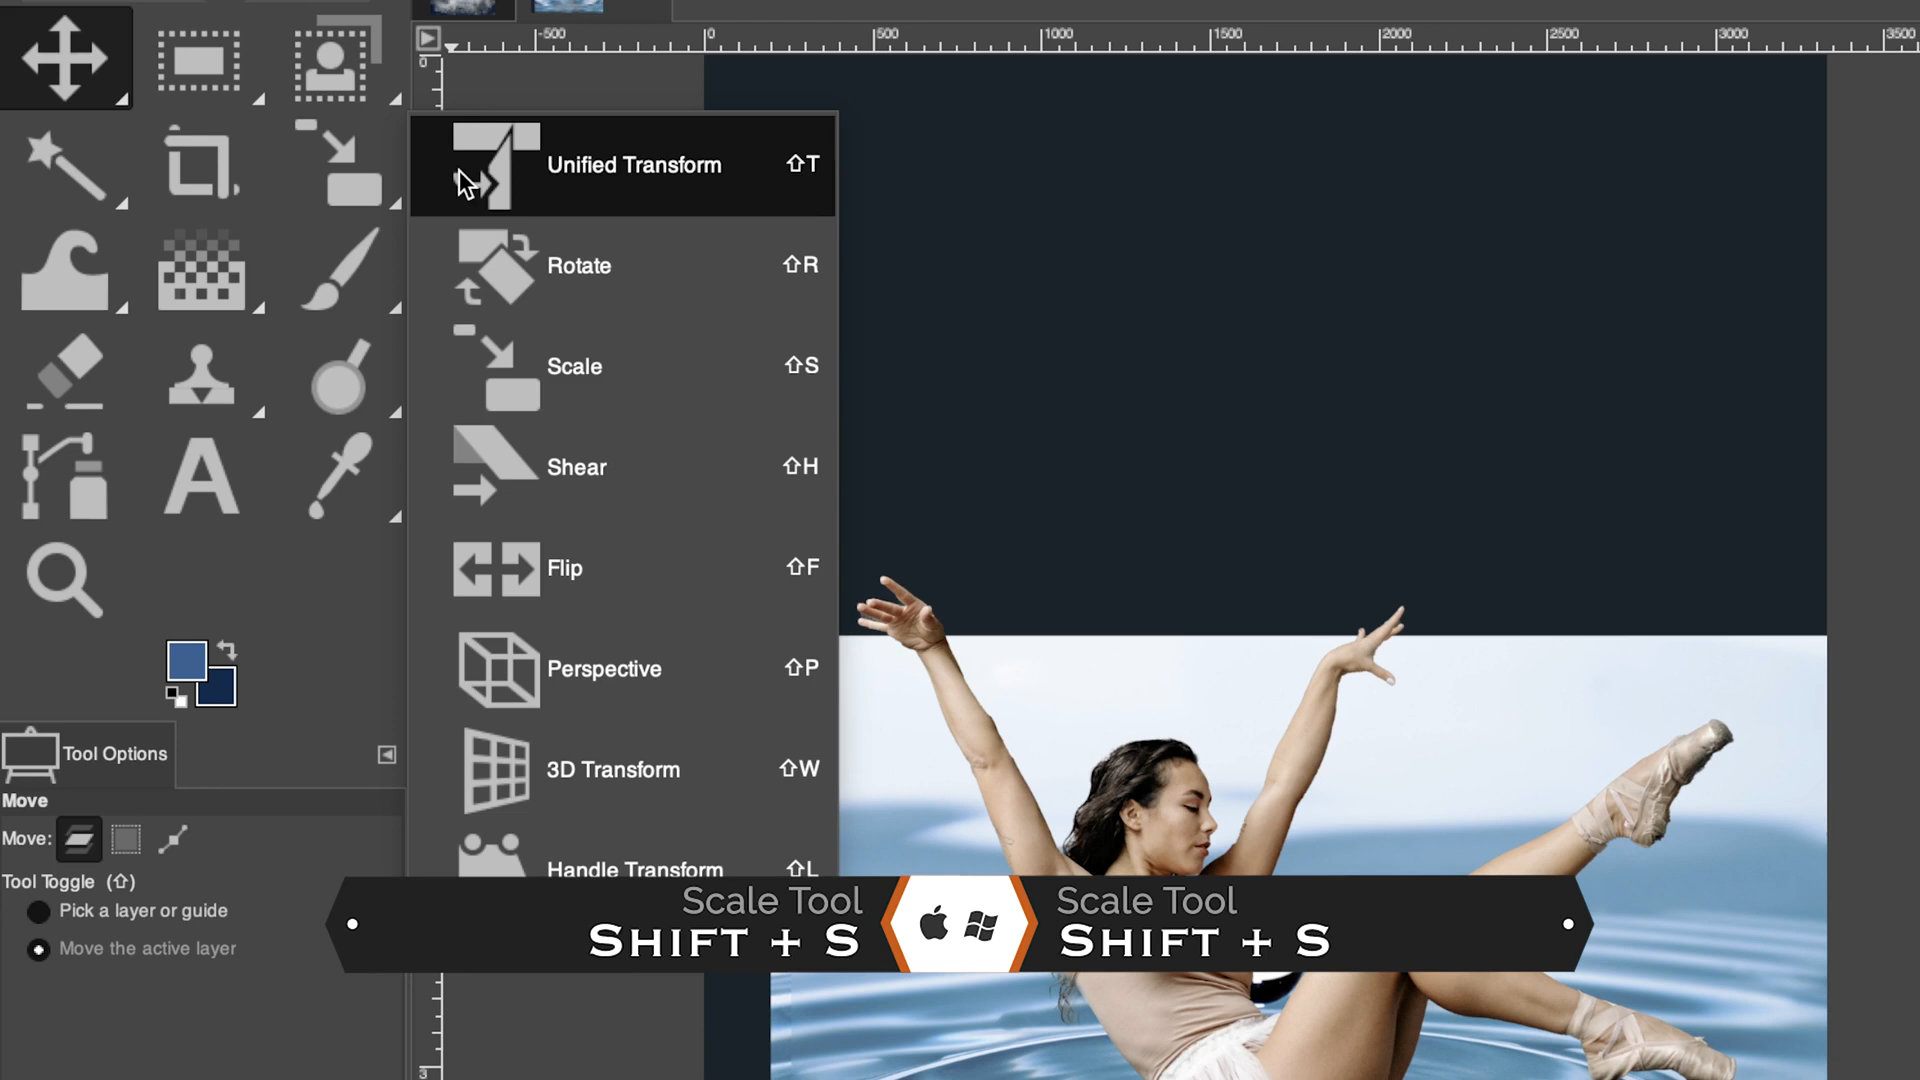 -500
0
500
1000
1500
2000
2500
3000
3500
0
Unified Transform ⇧T
Rotate ⇧R
Scale ⇧S
Shear ⇧H
Flip ⇧F
Perspective ⇧P
3D Transform ⇧W
Handle Transform ⇧L
A
Tool Options
Move
Move:
Tool Toggle (⇧)
Pick a layer or guide
Move the active layer
Scale Tool
SHIFT + S
Scale Tool
SHIFT + S
3